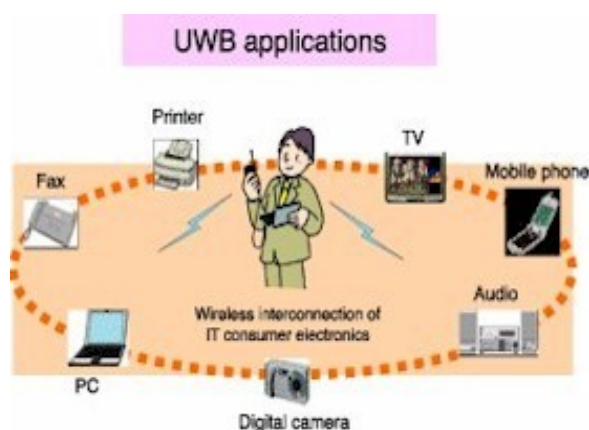 UWB applications
Printer
TV
Fax
Mobile phone
Wireless interconnection of
IT consumer electronics
Audio
PC
Digital camera